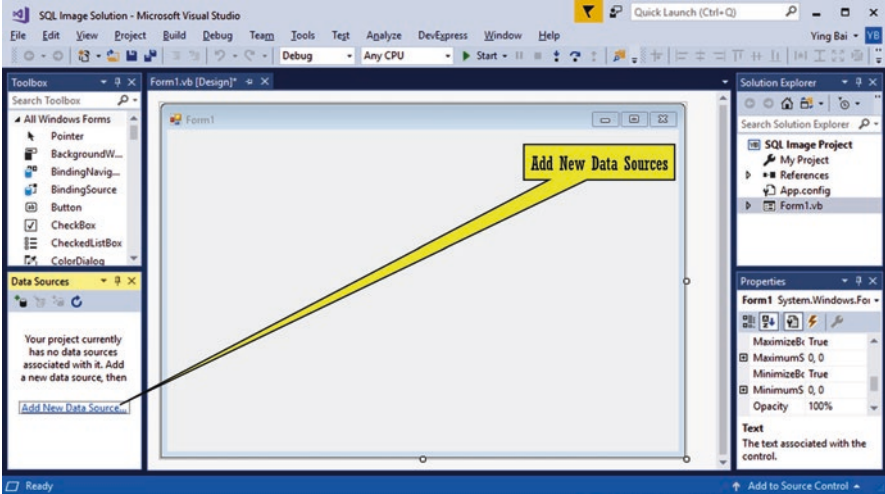 SQL Image Solution - Microsoft Visual Studio
Quick Launch (Ctrl+Q)
File Edit View Project Build Debug Team Tools Test Analyze DevExpress Window Help
Ying Bai
YB
Debug
Any CPU
Start
Toolbox
Search Toolbox
All Windows Forms
Pointer
BackgroundW...
BindingNavig...
BindingSource
Button
CheckBox
CheckedListBox
ColorDialog
Data Sources
Your project currently
has no data sources
associated with it. Add
a new data source, then
Add New Data Source...
Form1.vb [Design]*
Form1
Add New Data Sources
Solution Explorer
Search Solution Explorer
SQL Image Project
My Project
References
App.config
Form1.vb
Properties
Form1 System.Windows.For
MaximizeBc True
MaximumS 0, 0
MinimizeBc True
MinimumS 0, 0
Opacity 100%
Text
The text associated with the
control.
Ready
Add to Source Control